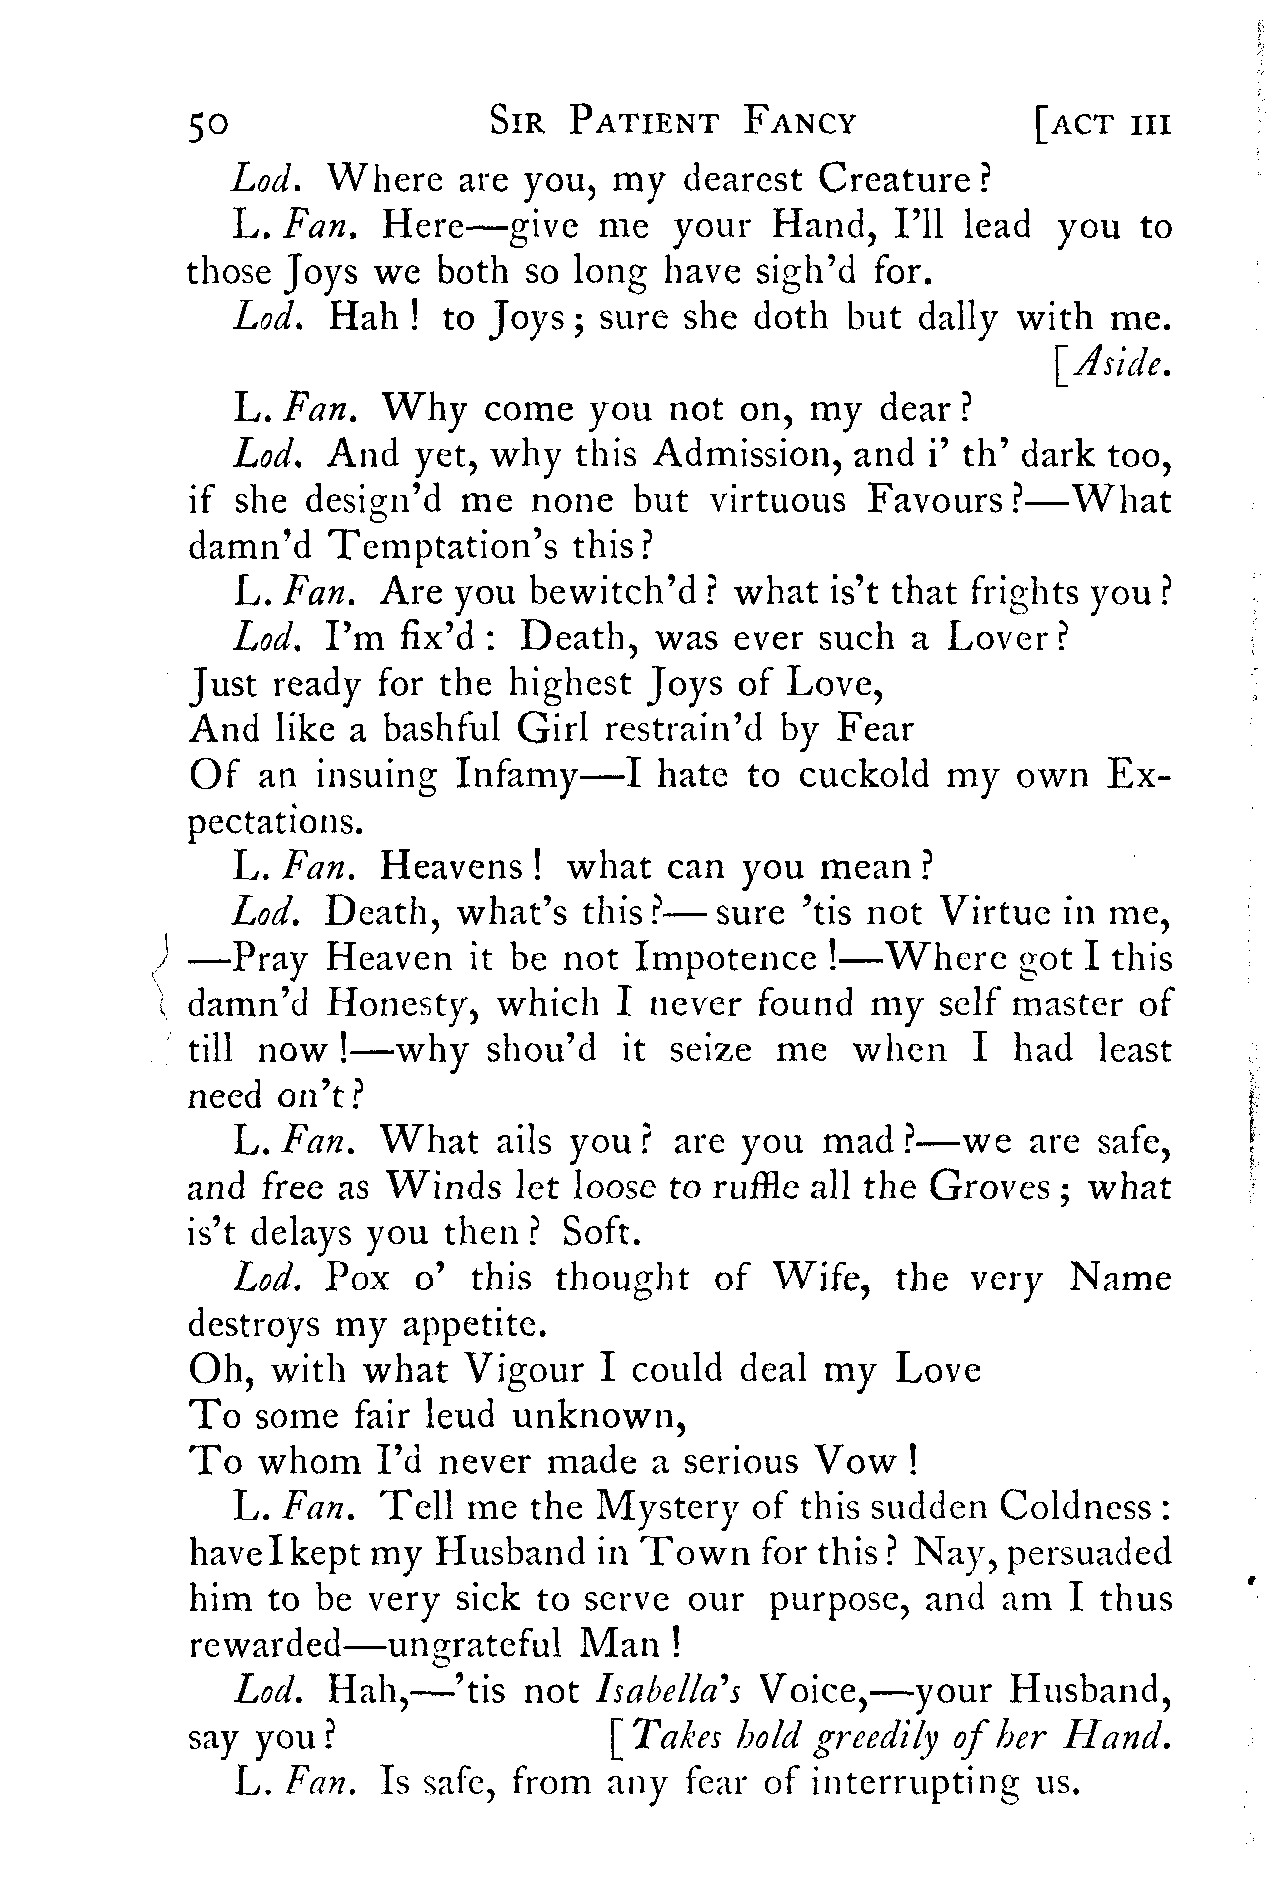 50 SIR PATIENT FANCY [ACT III
Lod. Where are you, my dearest Creature?
L. Fan. Here—give me your Hand, I'll lead you to
those Joys we both so long have sigh'd for.
Lod. Hah! to Joys; sure she doth but dally with me.
[Aside.
L. Fan. Why come you not on, my dear?
Lod. And yet, why this Admission, and i' th' dark too,
if she design'd me none but virtuous Favours?—What
damn'd Temptation's this?
L. Fan. Are you bewitch'd? what is't that frights you?
Lod. I'm fix'd: Death, was ever such a Lover?
Just ready for the highest Joys of Love,
And like a bashful Girl restrain'd by Fear
Of an insuing Infamy—I hate to cuckold my own Ex-
pectations.
L. Fan. Heavens! what can you mean?
Lod. Death, what's this?—sure 'tis not Virtue in me,
—Pray Heaven it be not Impotence!—Where got I this
damn'd Honesty, which I never found my self master of
till now!—why shou'd it seize me when I had least
need on't?
L. Fan. What ails you? are you mad?—we are safe,
and free as Winds let loose to ruffle all the Groves; what
is't delays you then? Soft.
Lod. Pox o' this thought of Wife, the very Name
destroys my appetite.
Oh, with what Vigour I could deal my Love
To some fair leud unknown,
To whom I'd never made a serious Vow!
L. Fan. Tell me the Mystery of this sudden Coldness:
have I kept my Husband in Town for this? Nay, persuaded
him to be very sick to serve our purpose, and am I thus
rewarded—ungrateful Man!
Lod. Hah,—'tis not Isabella's Voice,—your Husband,
say you? [Takes hold greedily of her Hand.
L. Fan. Is safe, from any fear of interrupting us.